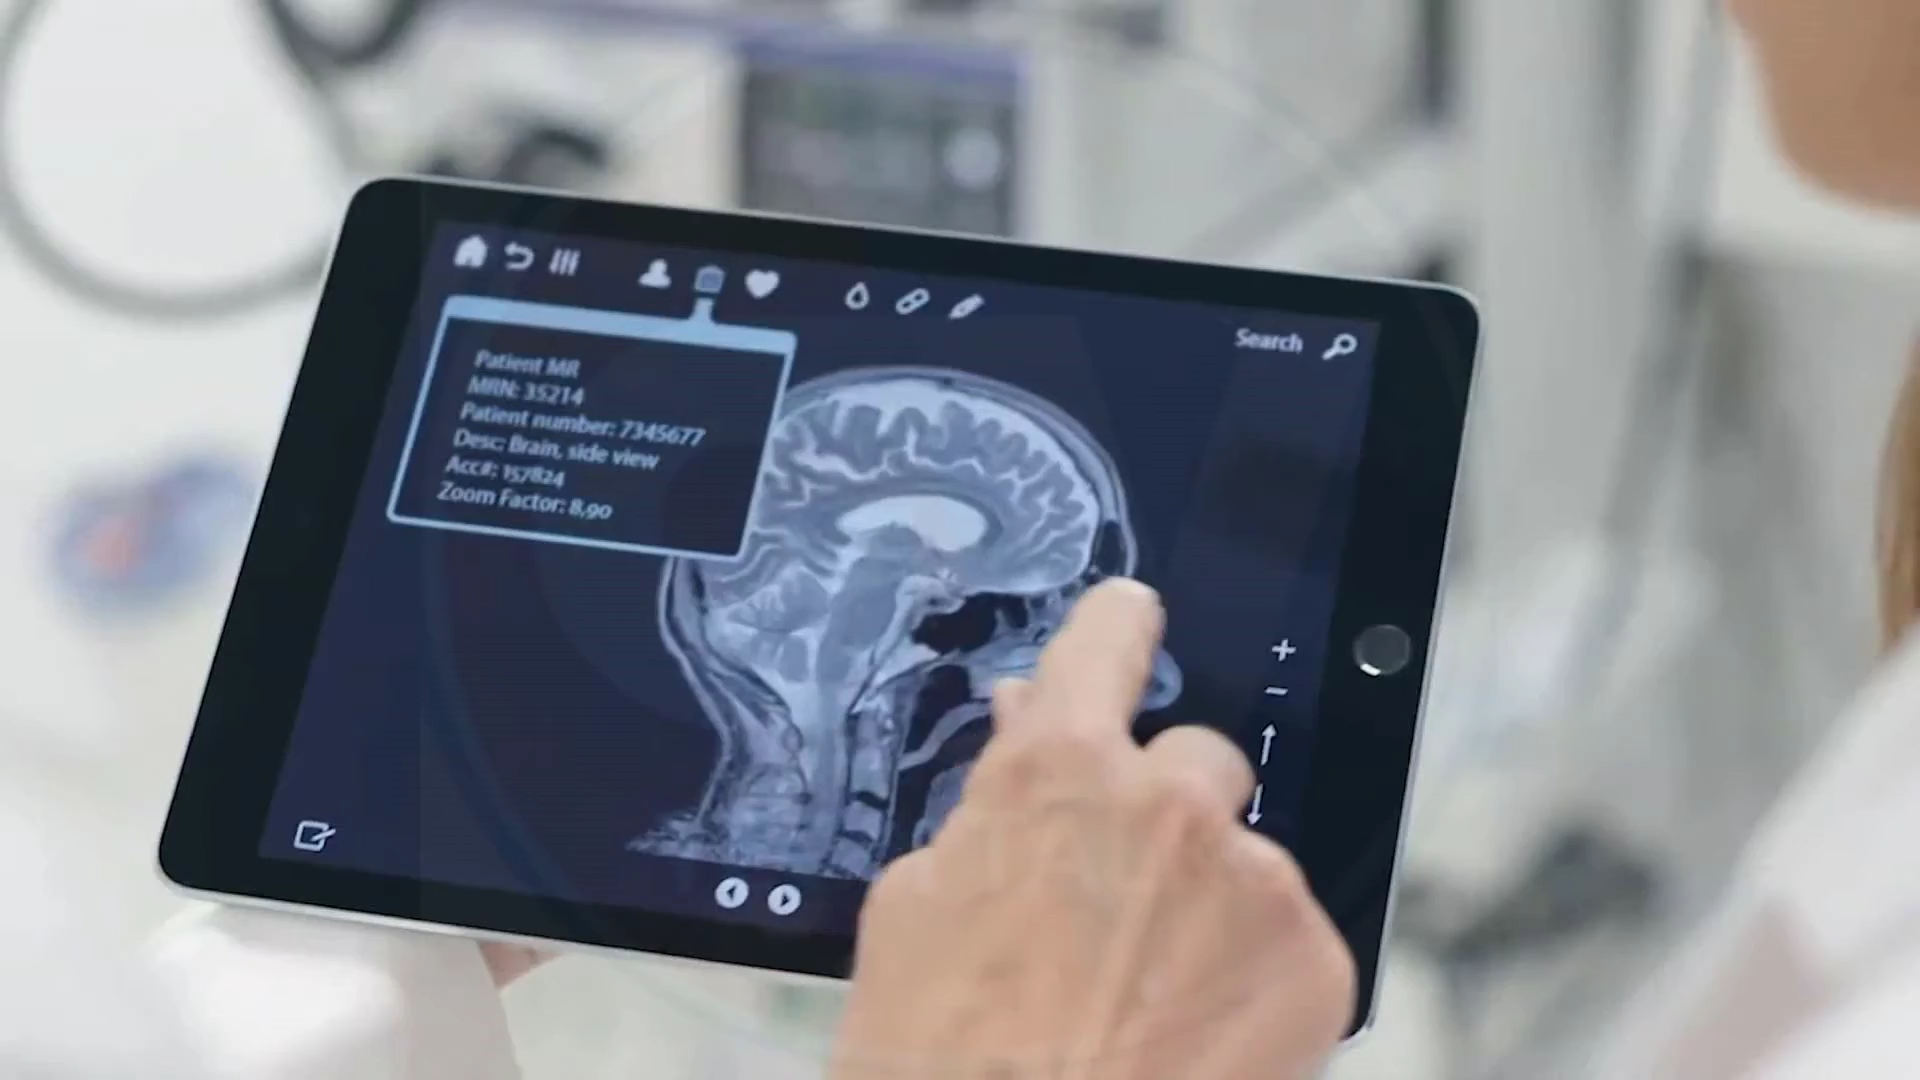 Search
Patient MR
MRN: 35214
Patient number: 7345677
Desc: Brain, side view
Acc#: 157824
Zoom Factor: 8,90